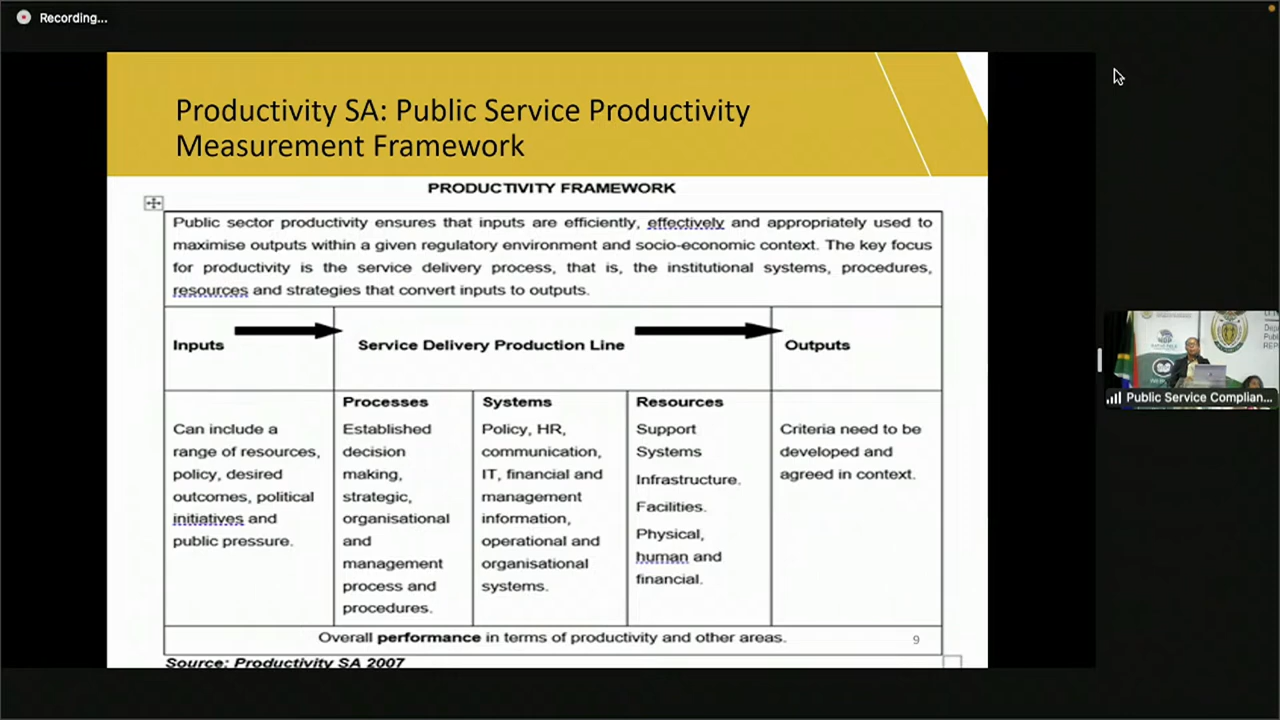 Recording...
Productivity SA: Public Service Productivity
Measurement Framework
PRODUCTIVITY FRAMEWORK
Public sector productivity ensures that inputs are efficiently, effectively and appropriately used to
maximise outputs within a given regulatory environment and socio-economic context. The key focus
for productivity is the service delivery process, that is, the institutional systems, procedures,
resources and strategies that convert inputs to outputs.
Inputs
Service Delivery Production Line
Outputs
Can include a
range of resources,
policy, desired
outcomes, political
initiatives and
public pressure.
Processes
Established
decision
making,
strategic,
organisational
and
management
process and
procedures.
Systems
Policy, HR,
communication,
IT, financial and
management
information,
operational and
organisational
systems.
Resources
Support
Systems
Infrastructure.
Facilities.
Physical,
human and
financial.
Criteria need to be
developed and
agreed in context.
Overall performance in terms of productivity and other areas.
9
Source: Productivity SA 2007
Public Service Complian...